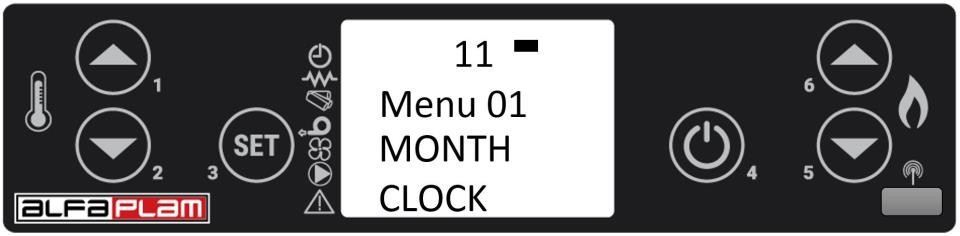 1
2
SET
3
ALFAPLAM
11
Menu 01
MONTH
CLOCK
4
6
5